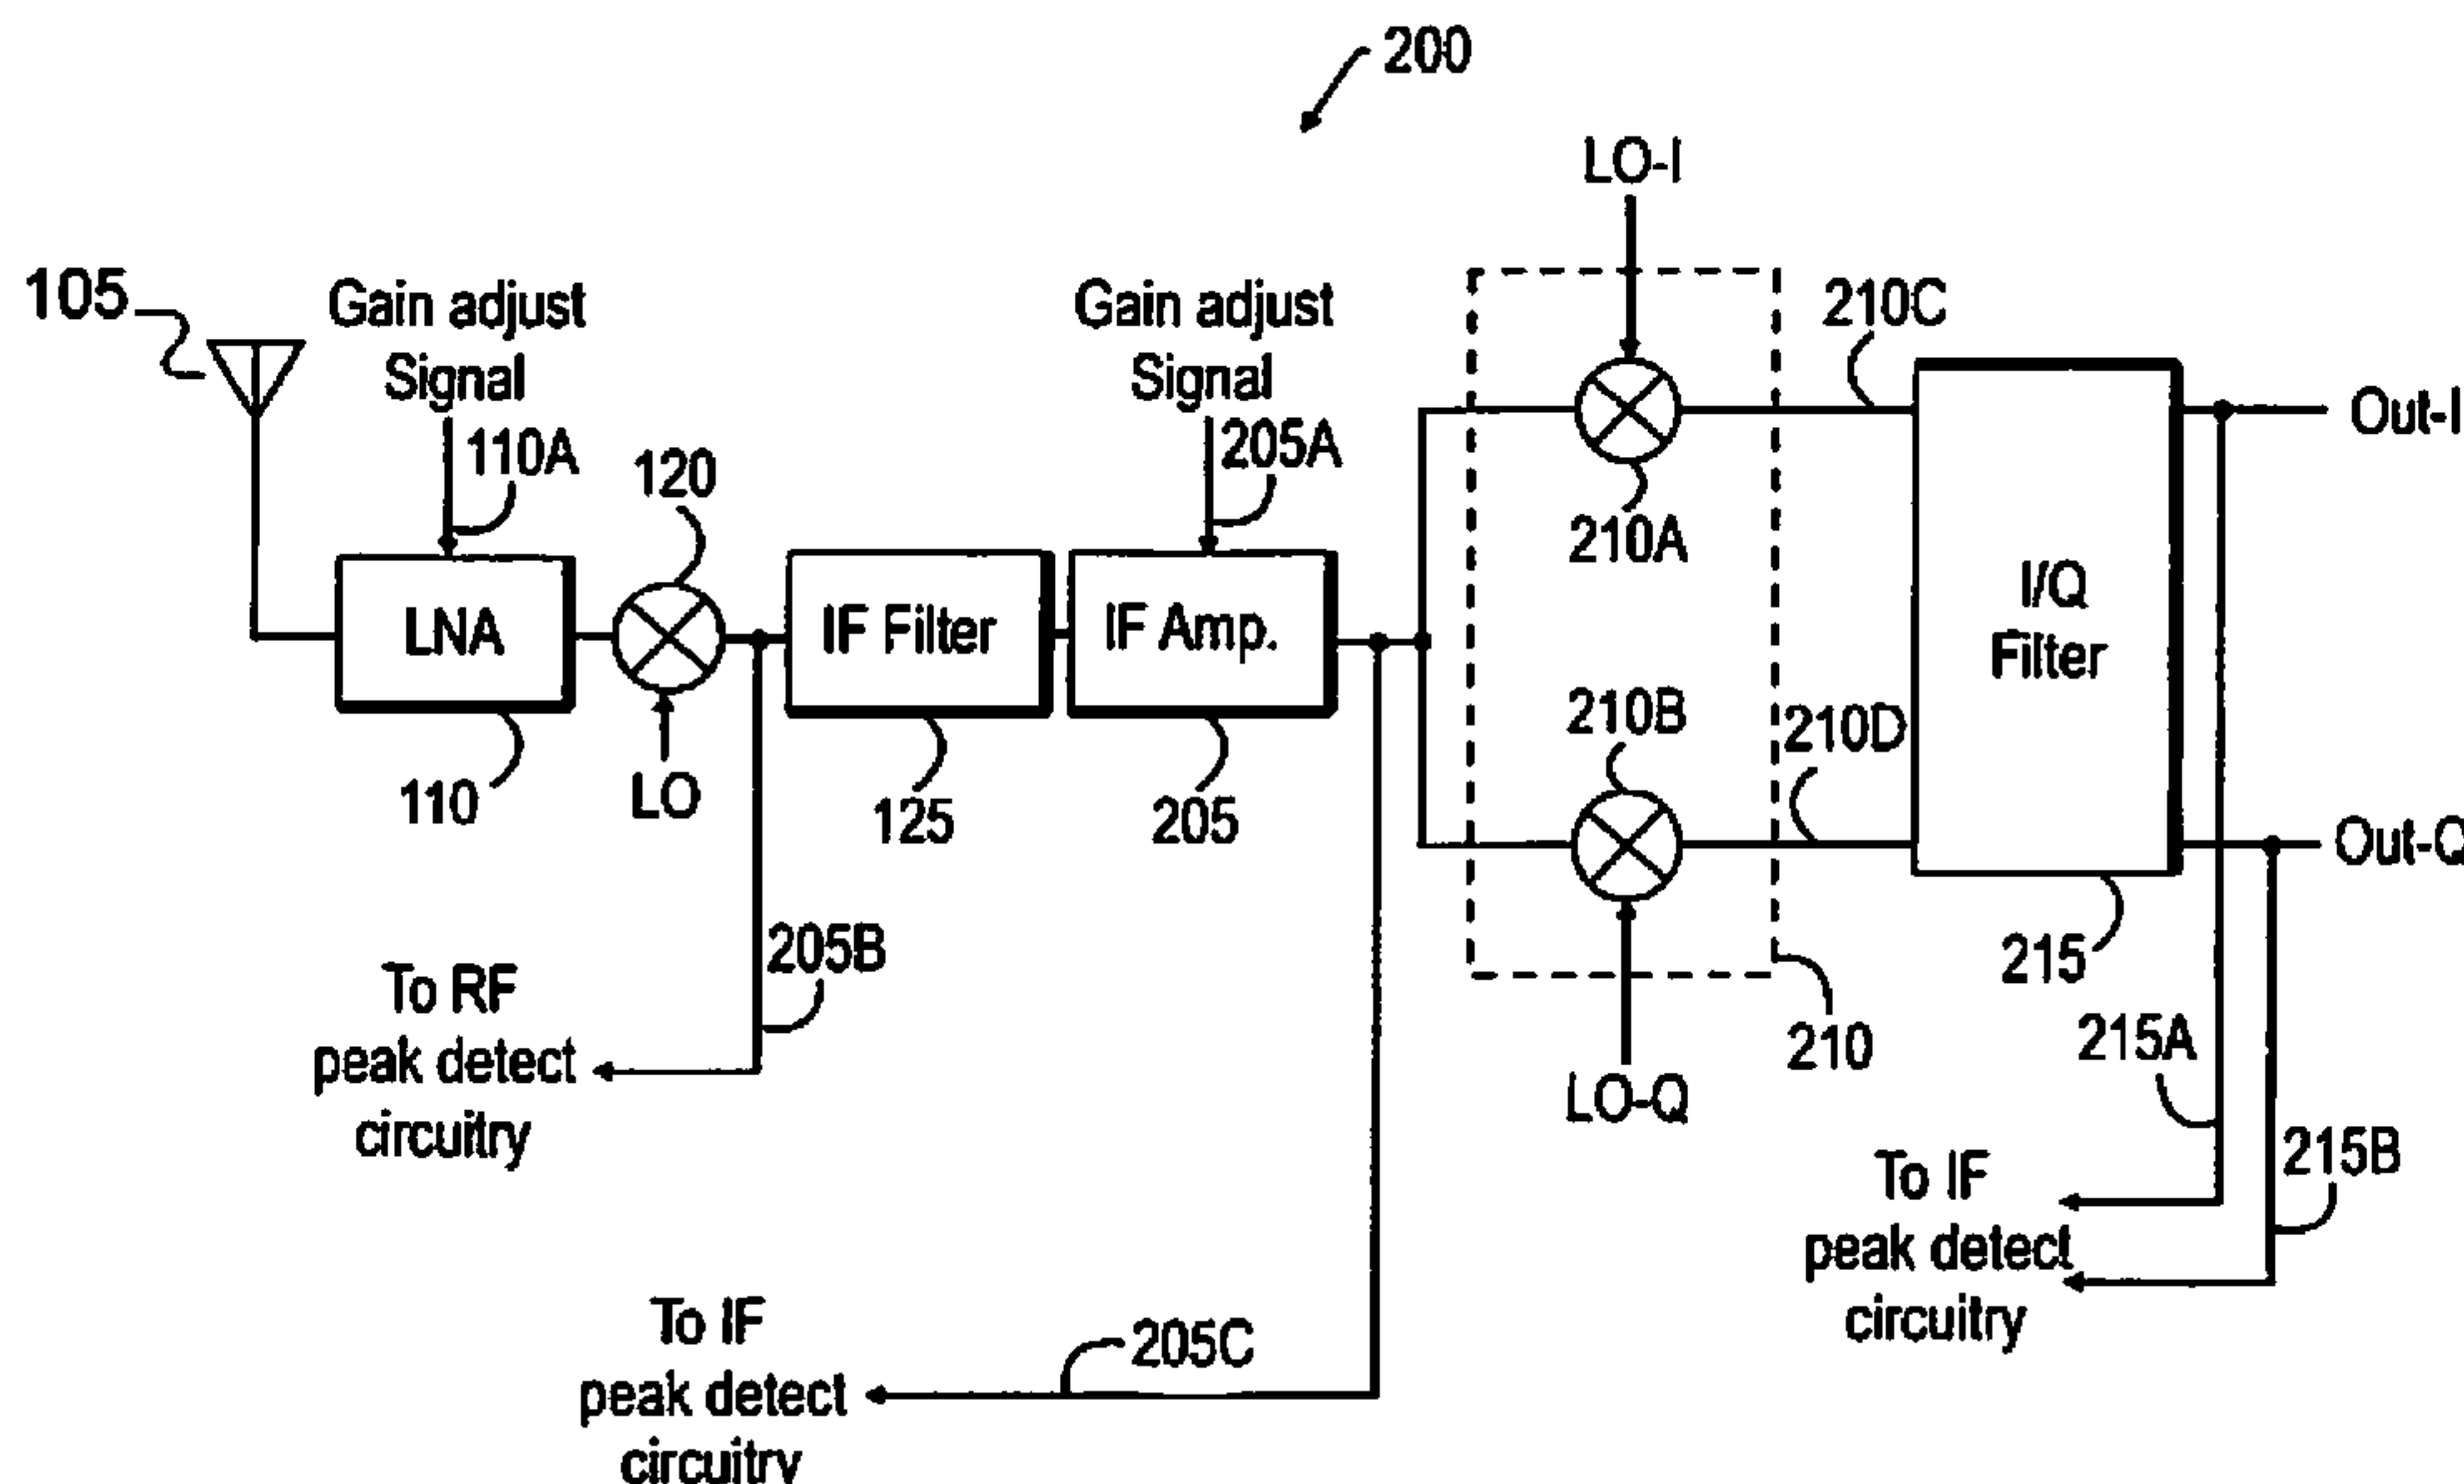 200
LO-I
105
Gain adjust
Signal
110A
120
Gain adjust
Signal
205A
210C
Out-I
210A
LNA
IF Filter
IF Amp.
I/Q
Filter
110
LO
125
205
210B
210D
Out-Q
205B
To RF
peak detect
circuitry
LO-Q
210
215
215A
215B
To IF
peak detect
circuitry
To IF
peak detect
circuitry
205C